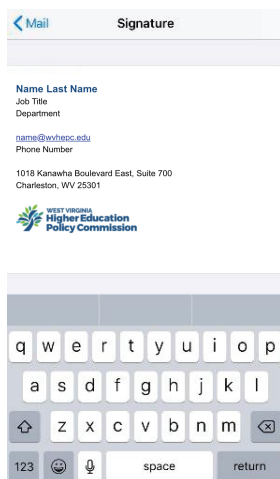 Mail
Signature
Name Last Name
Job Title
Department
name@wvhepc.edu
Phone Number
1018 Kanawha Boulevard East, Suite 700
Charleston, WV 25301
WEST VIRGINIA
Higher Education
Policy Commission
q w e r t y u i o p
a s d f g h j k l
z x c v b n m
123 space return